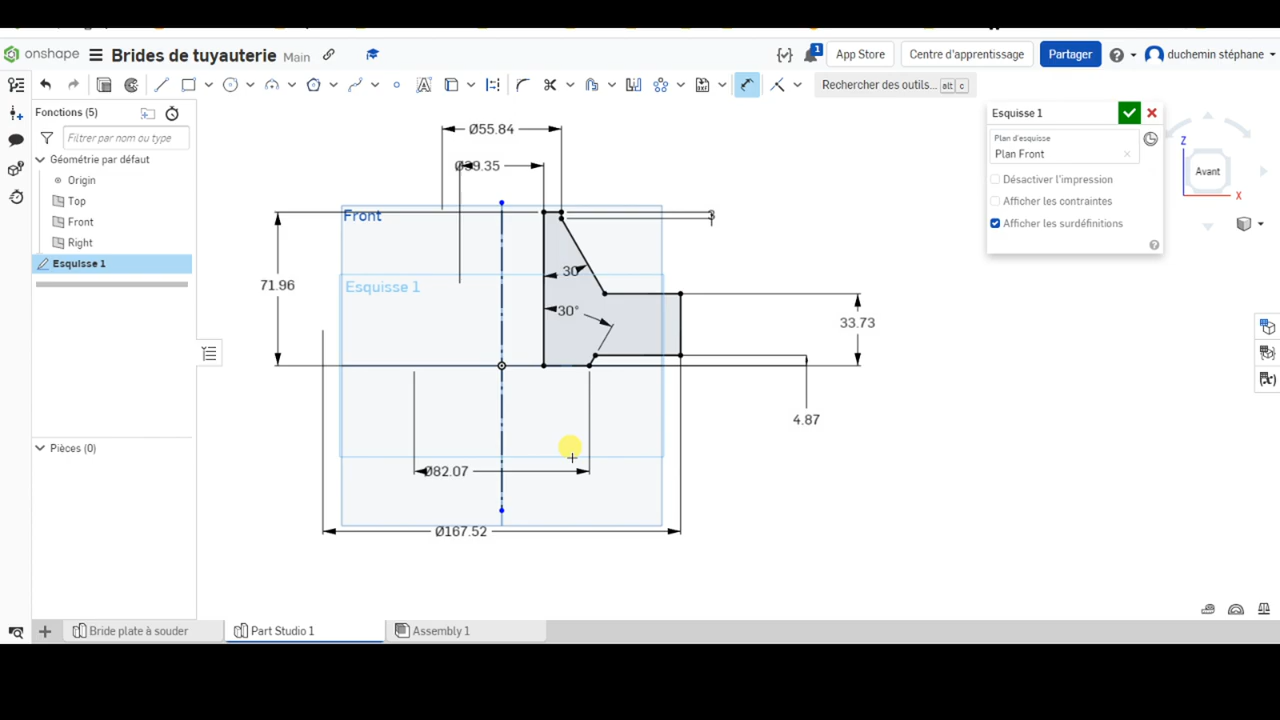 onshape Brides de tuyauterie Main
1 App Store Centre d'apprentissage Partager duchemin stéphane
Rechercher des outils... alt c
Fonctions (5)
Filtrer par nom ou type
Géométrie par défaut
Origin
Top
Front
Right
Esquisse 1
Pièces (0)
Ø55.84
Ø39.35
Front
3
71.96
Esquisse 1
30
30°
33.73
4.87
Ø82.07
Ø167.52
Esquisse 1
Plan d'esquisse
Plan Front
Désactiver l'impression
Afficher les contraintes
Afficher les surdéfinitions
Z
Avant
X
Bride plate à souder Part Studio 1 Assembly 1